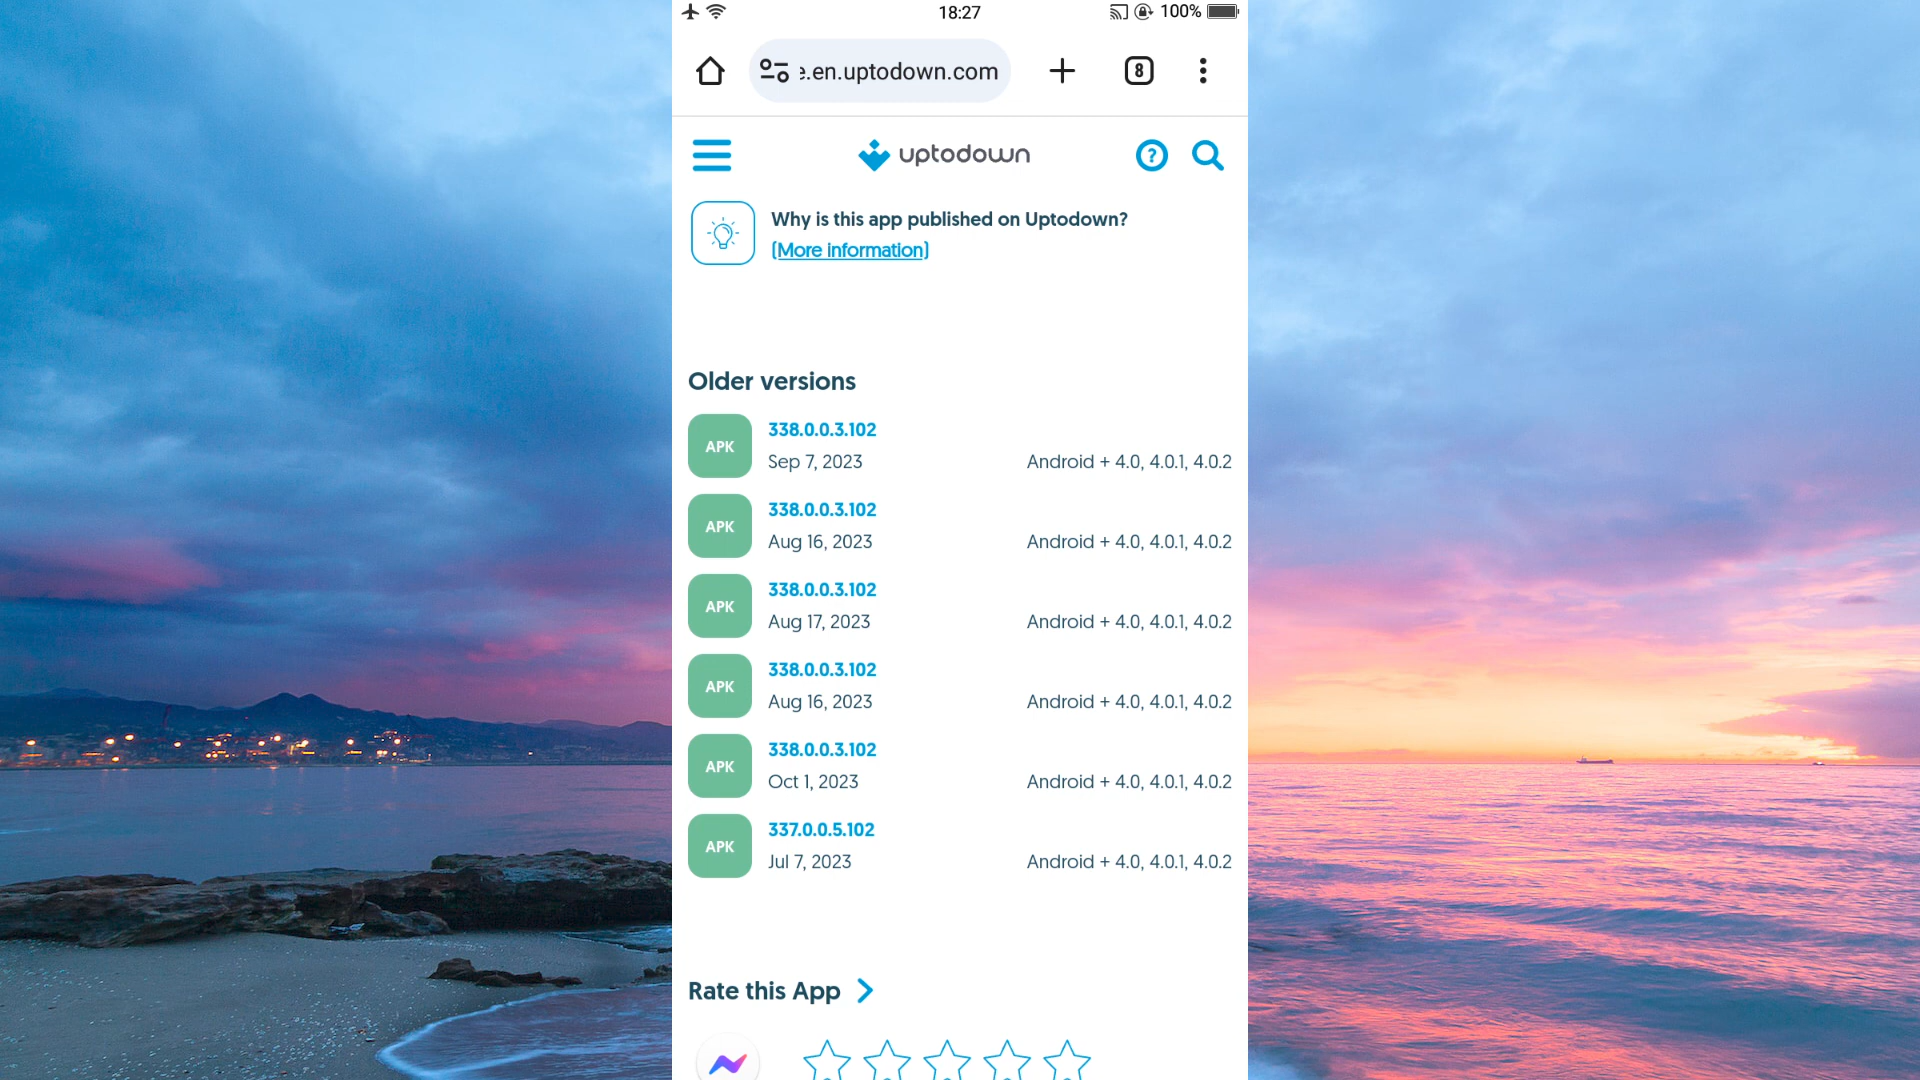 18:27
100%
e.en.uptodown.com
8
uptodown
?
Why is this app published on Uptodown?
(More information)
Older versions
APK
338.0.0.3.102
Sep 7, 2023
Android + 4.0, 4.0.1, 4.0.2
APK
338.0.0.3.102
Aug 16, 2023
Android + 4.0, 4.0.1, 4.0.2
APK
338.0.0.3.102
Aug 17, 2023
Android + 4.0, 4.0.1, 4.0.2
APK
338.0.0.3.102
Aug 16, 2023
Android + 4.0, 4.0.1, 4.0.2
APK
338.0.0.3.102
Oct 1, 2023
Android + 4.0, 4.0.1, 4.0.2
APK
337.0.0.5.102
Jul 7, 2023
Android + 4.0, 4.0.1, 4.0.2
Rate this App